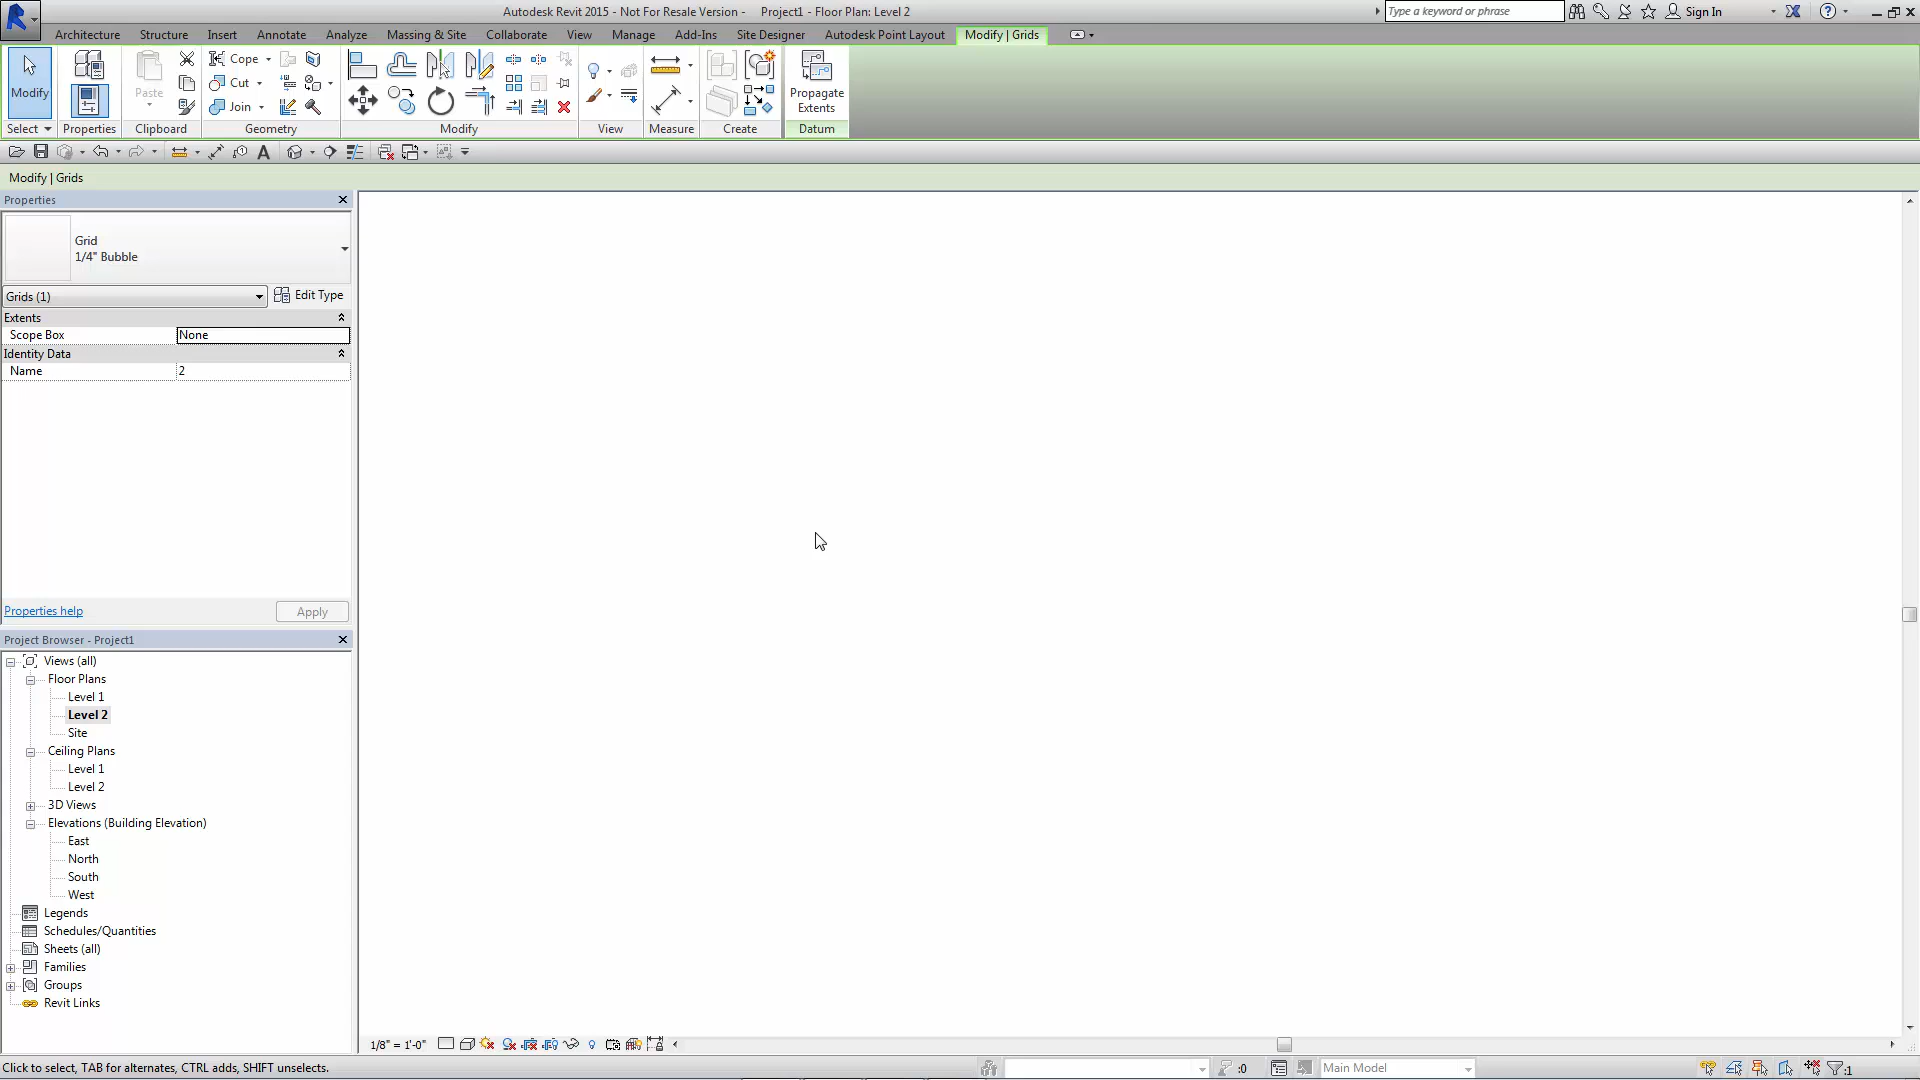 Autodesk Revit 2015 - Not For Resale Version -    Project1 - Floor Plan: Level 2
Type a keyword or phrase
Sign In
Architecture Structure Insert Annotate Analyze Massing & Site Collaborate View Manage Add-Ins Site Designer Autodesk Point Layout Modify | Grids
Modify
Paste
Cope
Cut
Join
Propagate
Extents
Select Properties Clipboard Geometry Modify View Measure Create Datum
Modify | Grids
Properties
Grid
1/4" Bubble
Grids (1)
Edit Type
Extents
Scope Box None
Identity Data
Name 2
Properties help
Apply
Project Browser - Project1
Views (all)
Floor Plans
Level 1
Level 2
Site
Ceiling Plans
Level 1
Level 2
3D Views
Elevations (Building Elevation)
East
North
South
West
Legends
Schedules/Quantities
Sheets (all)
Families
Groups
Revit Links
1/8" = 1'-0"
Click to select, TAB for alternates, CTRL adds, SHIFT unselects.
:0
Main Model
:1